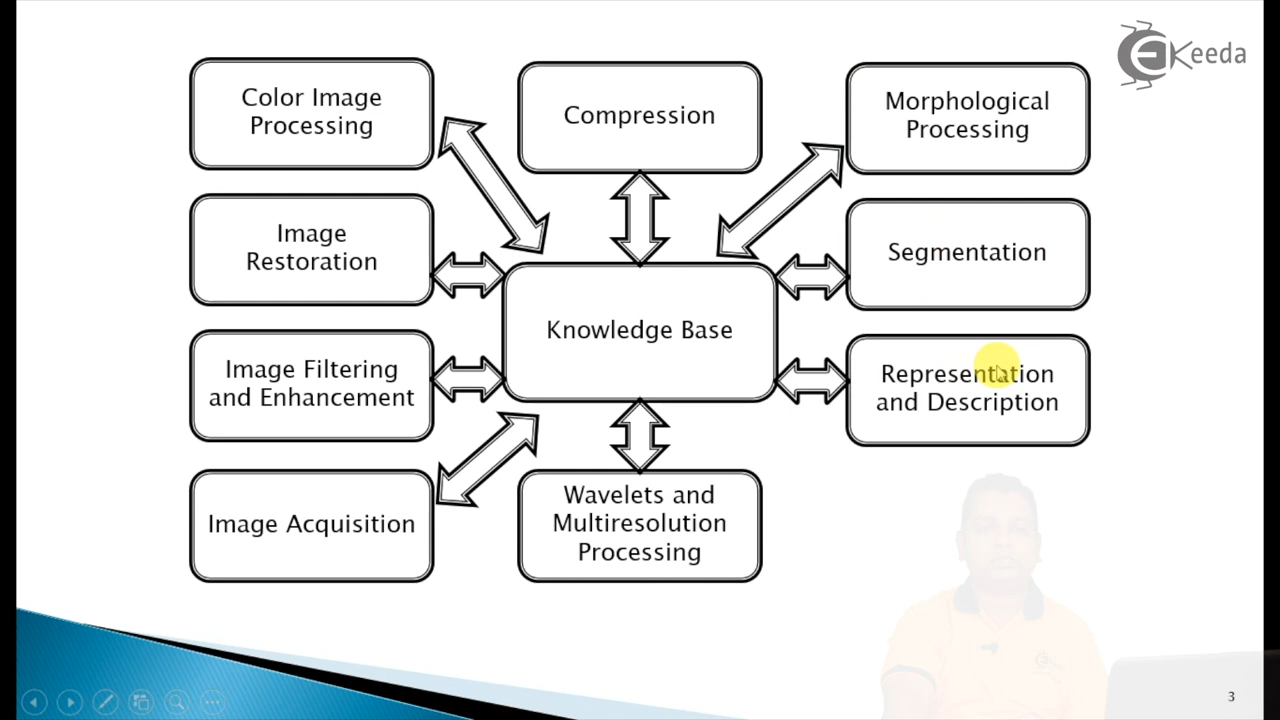 Keeda
Color Image
Processing
Compression
Morphological
Processing
Image
Restoration
Segmentation
Knowledge Base
Image Filtering
and Enhancement
Representation
and Description
Image Acquisition
Wavelets and
Multiresolution
Processing
3